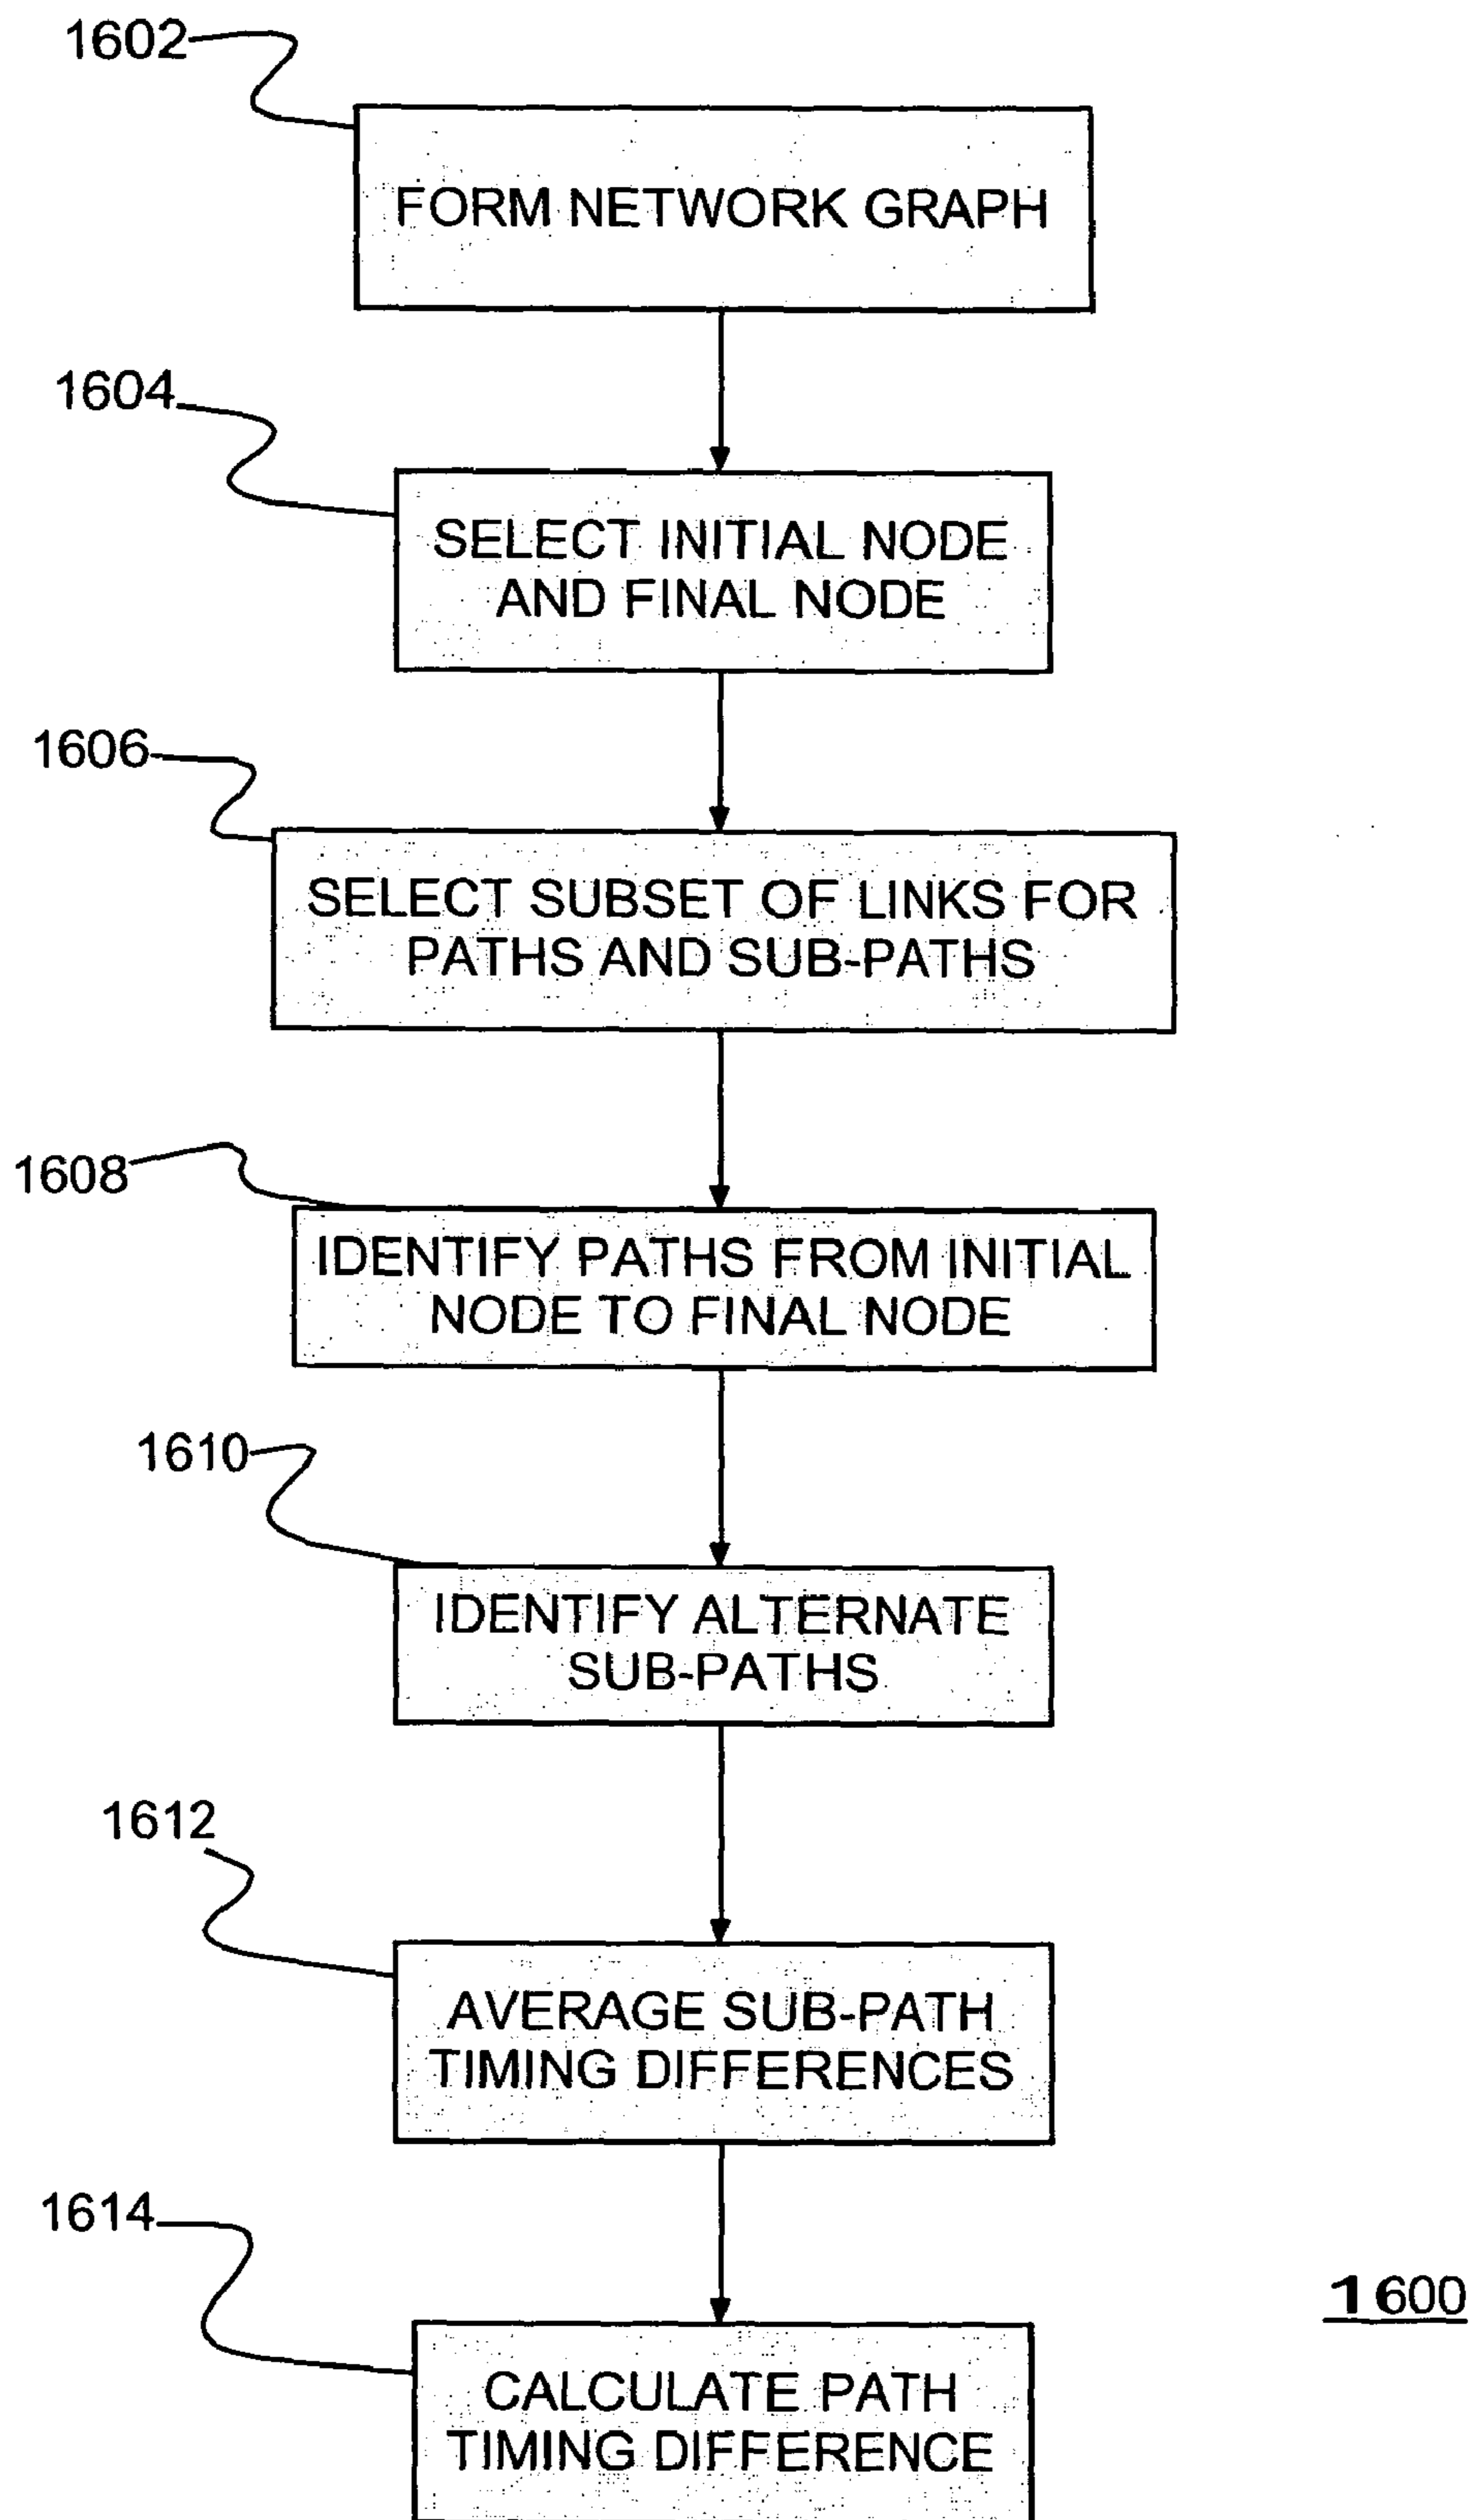 1602
FORM NETWORK GRAPH
1604
SELECT INITIAL NODE
AND FINAL NODE
1606
SELECT SUBSET OF LINKS FOR
PATHS AND SUB-PATHS
1608
IDENTIFY PATHS FROM INITIAL
NODE TO FINAL NODE
1610
IDENTIFY ALTERNATE
SUB-PATHS
1612
AVERAGE SUB-PATH
TIMING DIFFERENCES
1614
1600
CALCULATE PATH
TIMING DIFFERENCE